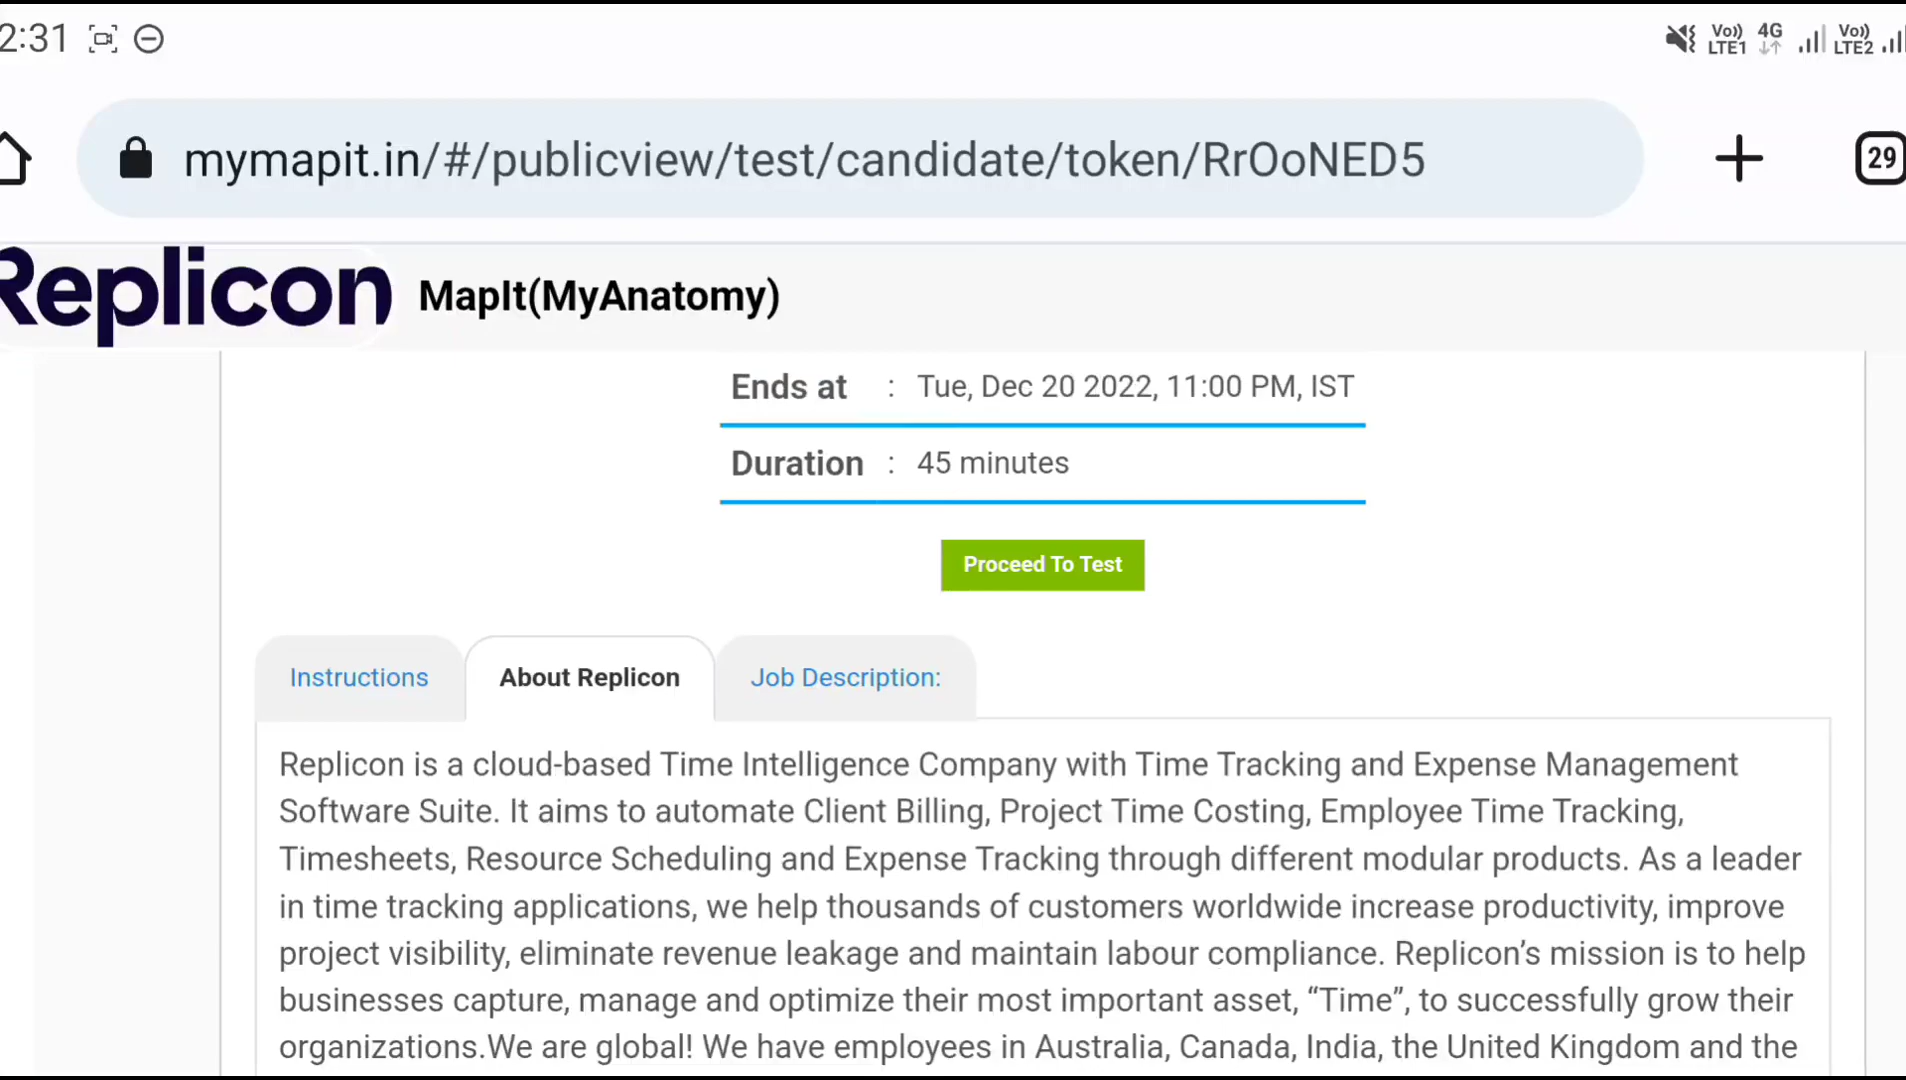 2:31 Vo)) LTE1 4G Vo)) LTE2
mymapit.in/#/publicview/test/candidate/token/RrOoNED5 29
Replicon MapIt(MyAnatomy)
Ends at : Tue, Dec 20 2022, 11:00 PM, IST
Duration : 45 minutes
Proceed To Test
Instructions About Replicon Job Description:
Replicon is a cloud-based Time Intelligence Company with Time Tracking and Expense Management
Software Suite. It aims to automate Client Billing, Project Time Costing, Employee Time Tracking,
Timesheets, Resource Scheduling and Expense Tracking through different modular products. As a leader
in time tracking applications, we help thousands of customers worldwide increase productivity, improve
project visibility, eliminate revenue leakage and maintain labour compliance. Replicon’s mission is to help
businesses capture, manage and optimize their most important asset, “Time”, to successfully grow their
organizations.We are global! We have employees in Australia, Canada, India, the United Kingdom and the